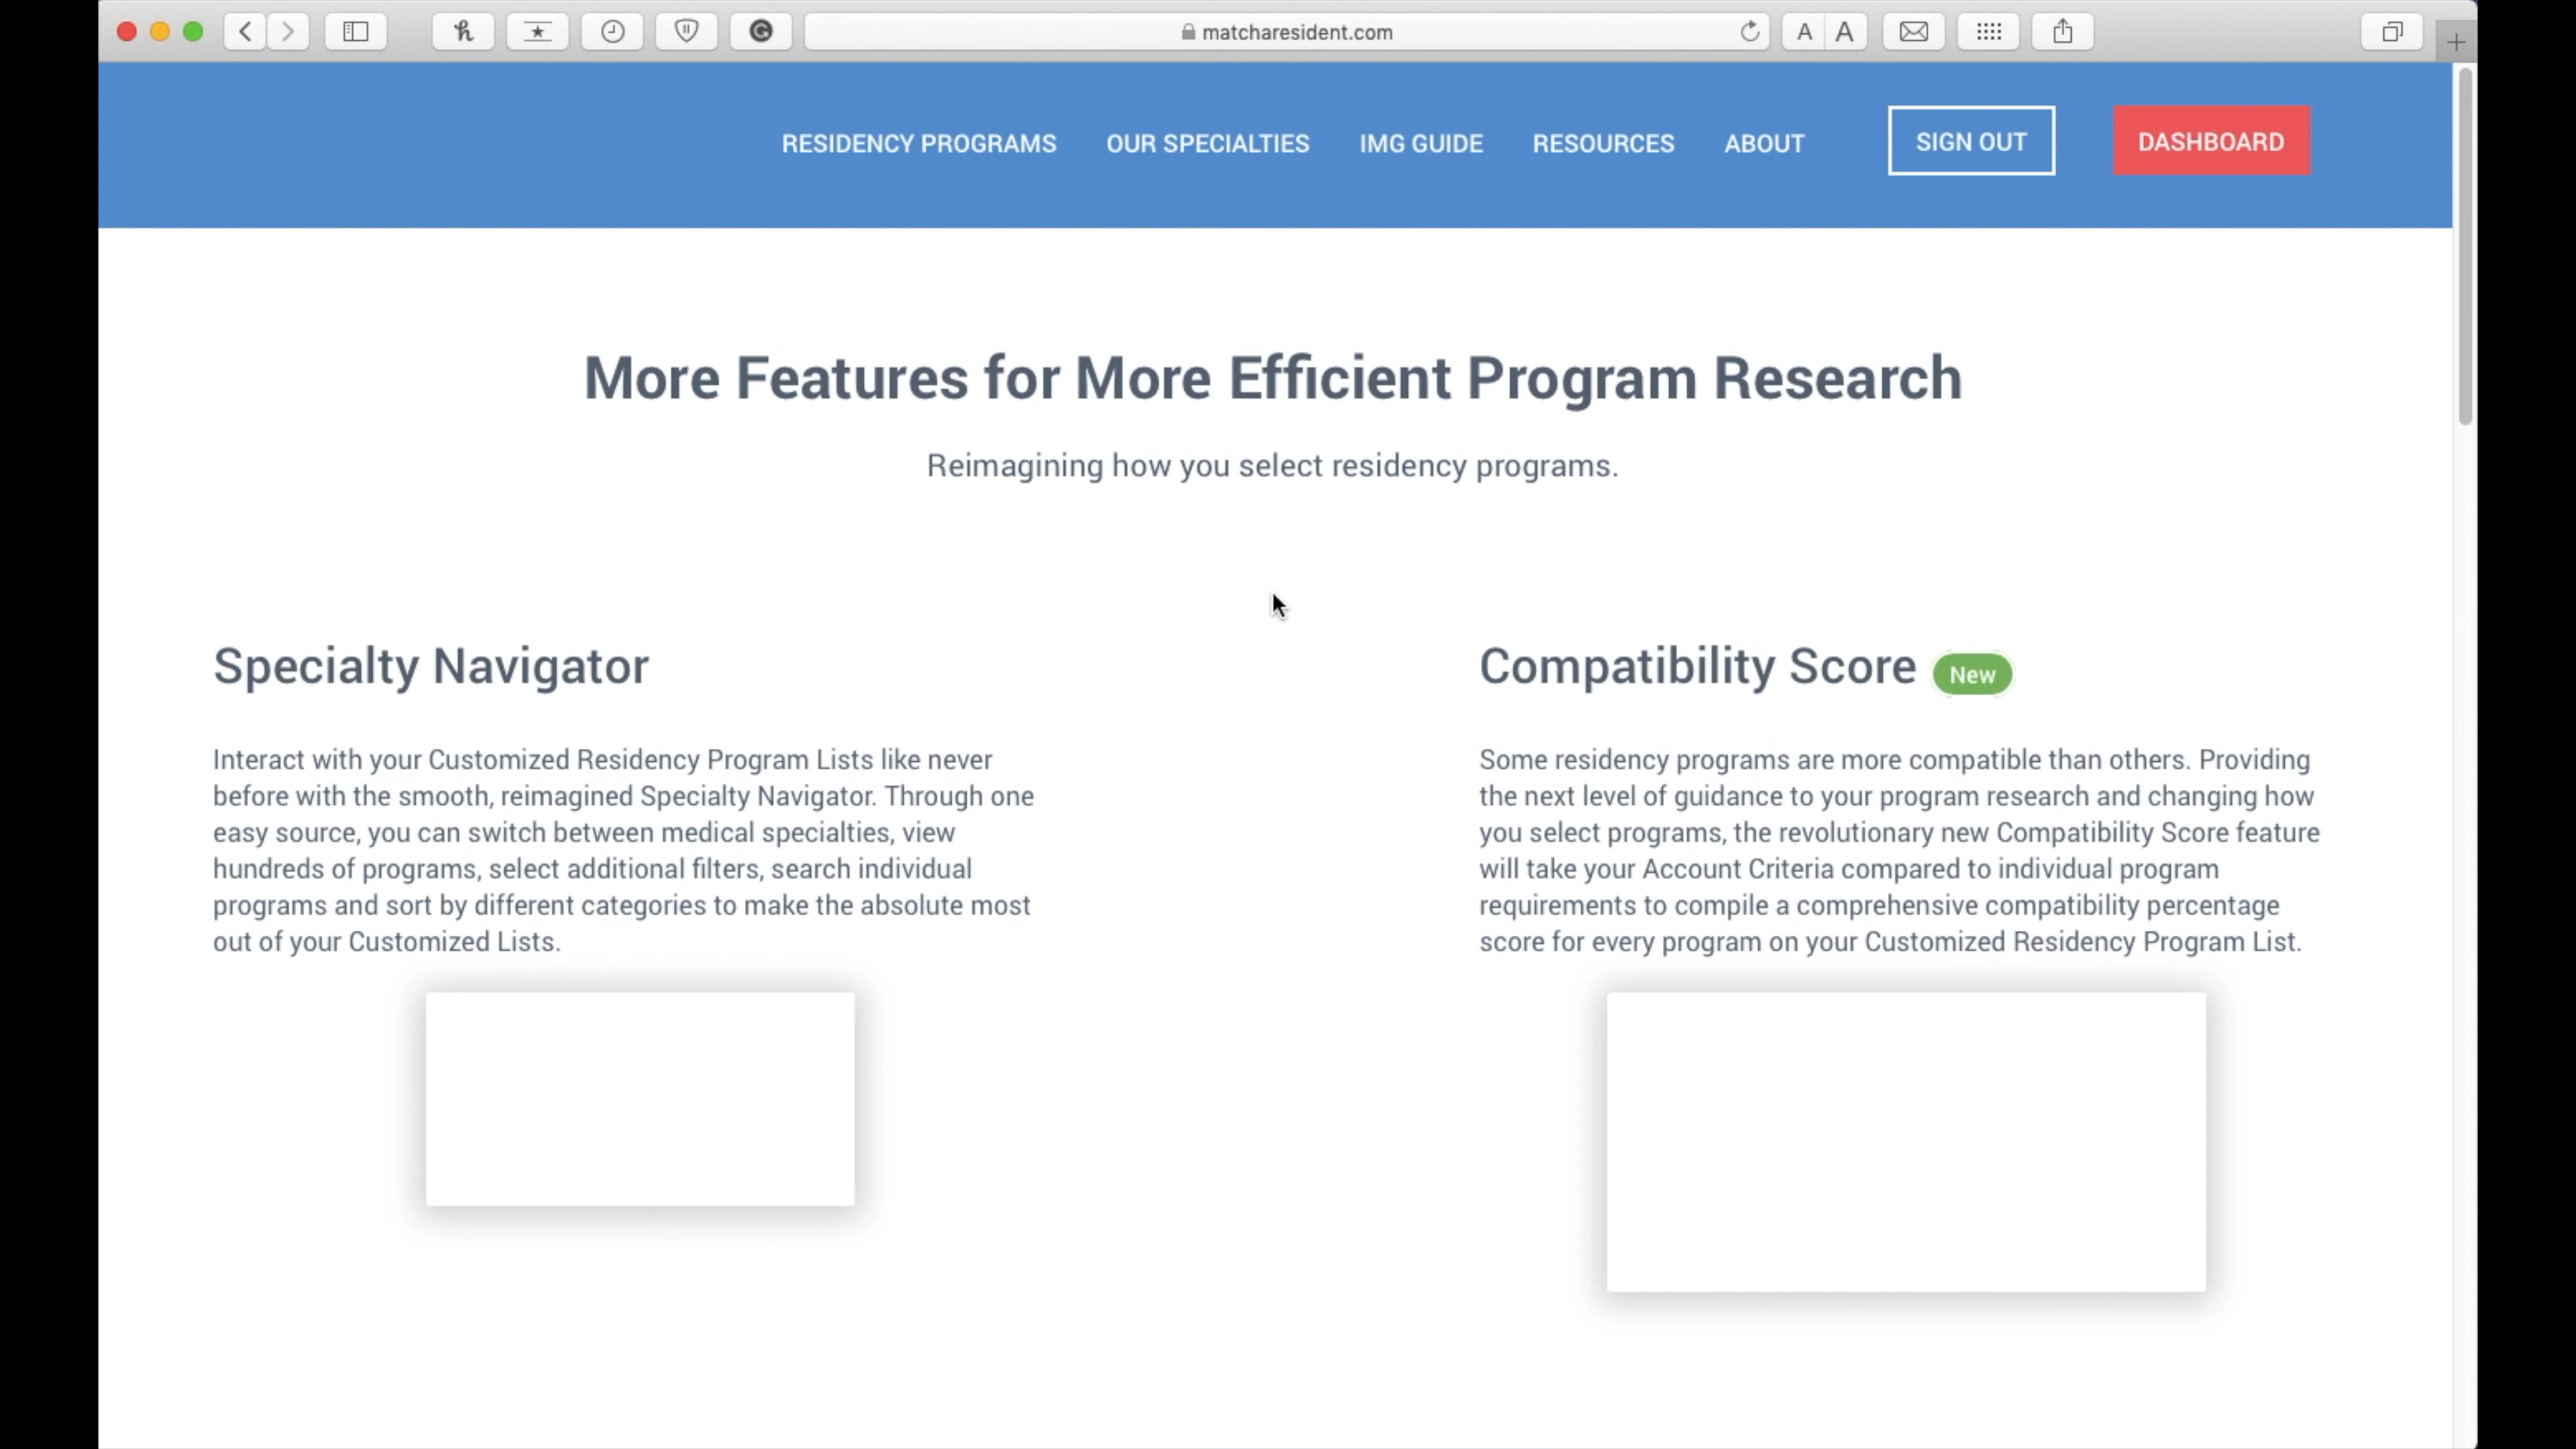 matcharesident.com
A A
RESIDENCY PROGRAMS OUR SPECIALTIES IMG GUIDE RESOURCES ABOUT SIGN OUT DASHBOARD
More Features for More Efficient Program Research
Reimagining how you select residency programs.
Specialty Navigator
Interact with your Customized Residency Program Lists like never
before with the smooth, reimagined Specialty Navigator. Through one
easy source, you can switch between medical specialties, view
hundreds of programs, select additional filters, search individual
programs and sort by different categories to make the absolute most
out of your Customized Lists.
Compatibility Score New
Some residency programs are more compatible than others. Providing
the next level of guidance to your program research and changing how
you select programs, the revolutionary new Compatibility Score feature
will take your Account Criteria compared to individual program
requirements to compile a comprehensive compatibility percentage
score for every program on your Customized Residency Program List.